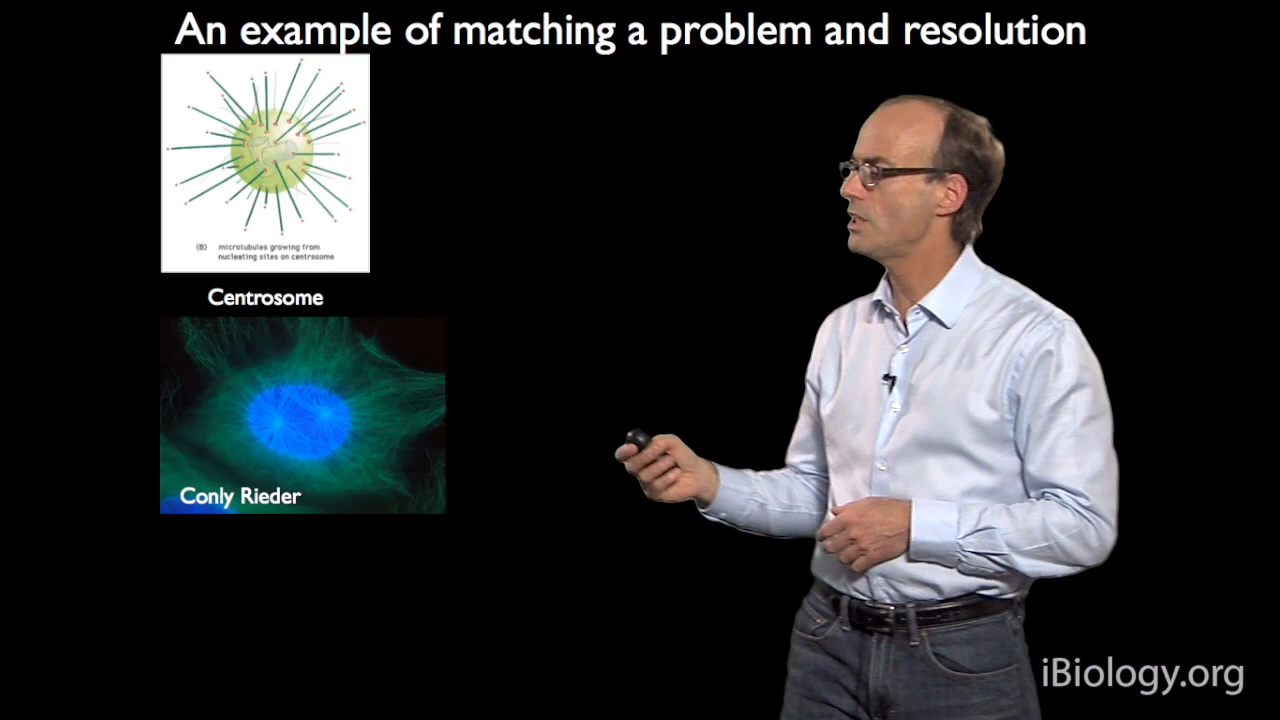 An example of matching a problem and resolution
(B) microtubules growing from
nucleating sites on centrosome
Centrosome
Conly Rieder
iBiology.org